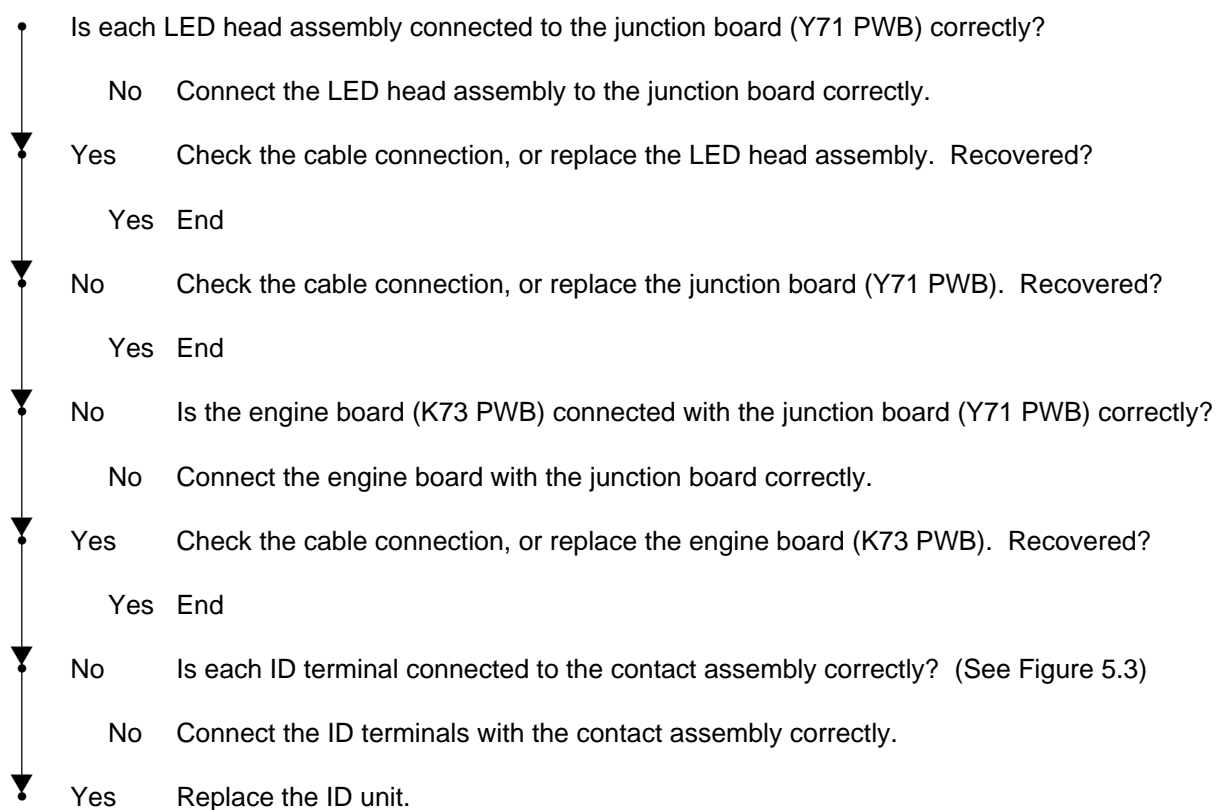 Is each LED head assembly connected to the junction board (Y71 PWB) correctly?
No Connect the LED head assembly to the junction board correctly.
Yes Check the cable connection, or replace the LED head assembly. Recovered?
Yes End
No Check the cable connection, or replace the junction board (Y71 PWB). Recovered?
Yes End
No Is the engine board (K73 PWB) connected with the junction board (Y71 PWB) correctly?
No Connect the engine board with the junction board correctly.
Yes Check the cable connection, or replace the engine board (K73 PWB). Recovered?
Yes End
No Is each ID terminal connected to the contact assembly correctly? (See Figure 5.3)
No Connect the ID terminals with the contact assembly correctly.
Yes Replace the ID unit.